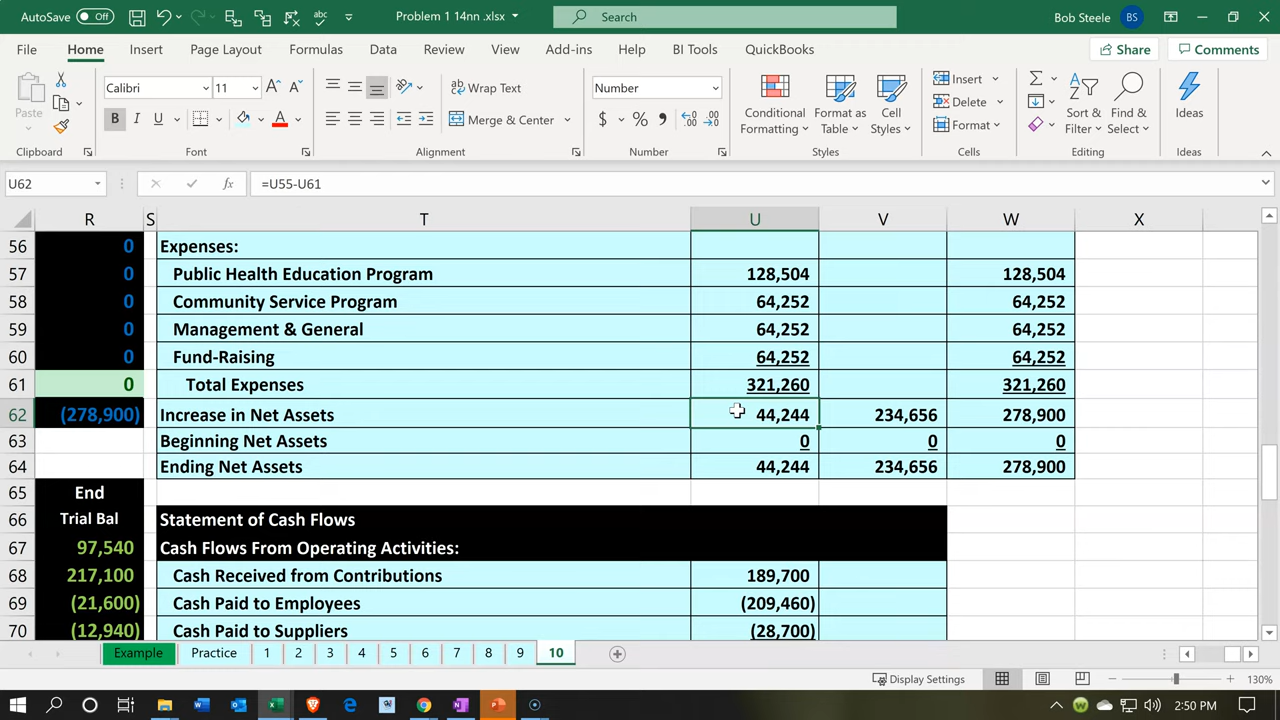 AutoSave Off Problem 1 14nn .xlsx Search Bob Steele BS
File Home Insert Page Layout Formulas Data Review View Add-ins Help BI Tools QuickBooks Share Comments
Paste Calibri 11 A A Wrap Text Number Insert
B I U A Merge & Center $ % Conditional Formatting Format as Table Cell Styles Delete Format Sort & Filter Find & Select Ideas
Clipboard Font Alignment Number Styles Cells Editing Ideas
U62 fx =U55-U61
R S T U V W X
56 0 Expenses:
57 0 Public Health Education Program 128,504 128,504
58 0 Community Service Program 64,252 64,252
59 0 Management & General 64,252 64,252
60 0 Fund-Raising 64,252 64,252
61 0 Total Expenses 321,260 321,260
62 (278,900) Increase in Net Assets 44,244 234,656 278,900
63 Beginning Net Assets 0 0 0
64 Ending Net Assets 44,244 234,656 278,900
65 End
66 Trial Bal Statement of Cash Flows
67 97,540 Cash Flows From Operating Activities:
68 217,100 Cash Received from Contributions 189,700
69 (21,600) Cash Paid to Employees (209,460)
70 (12,940) Cash Paid to Suppliers (28,700)
Example Practice 1 2 3 4 5 6 7 8 9 10
Display Settings 130%
2:50 PM